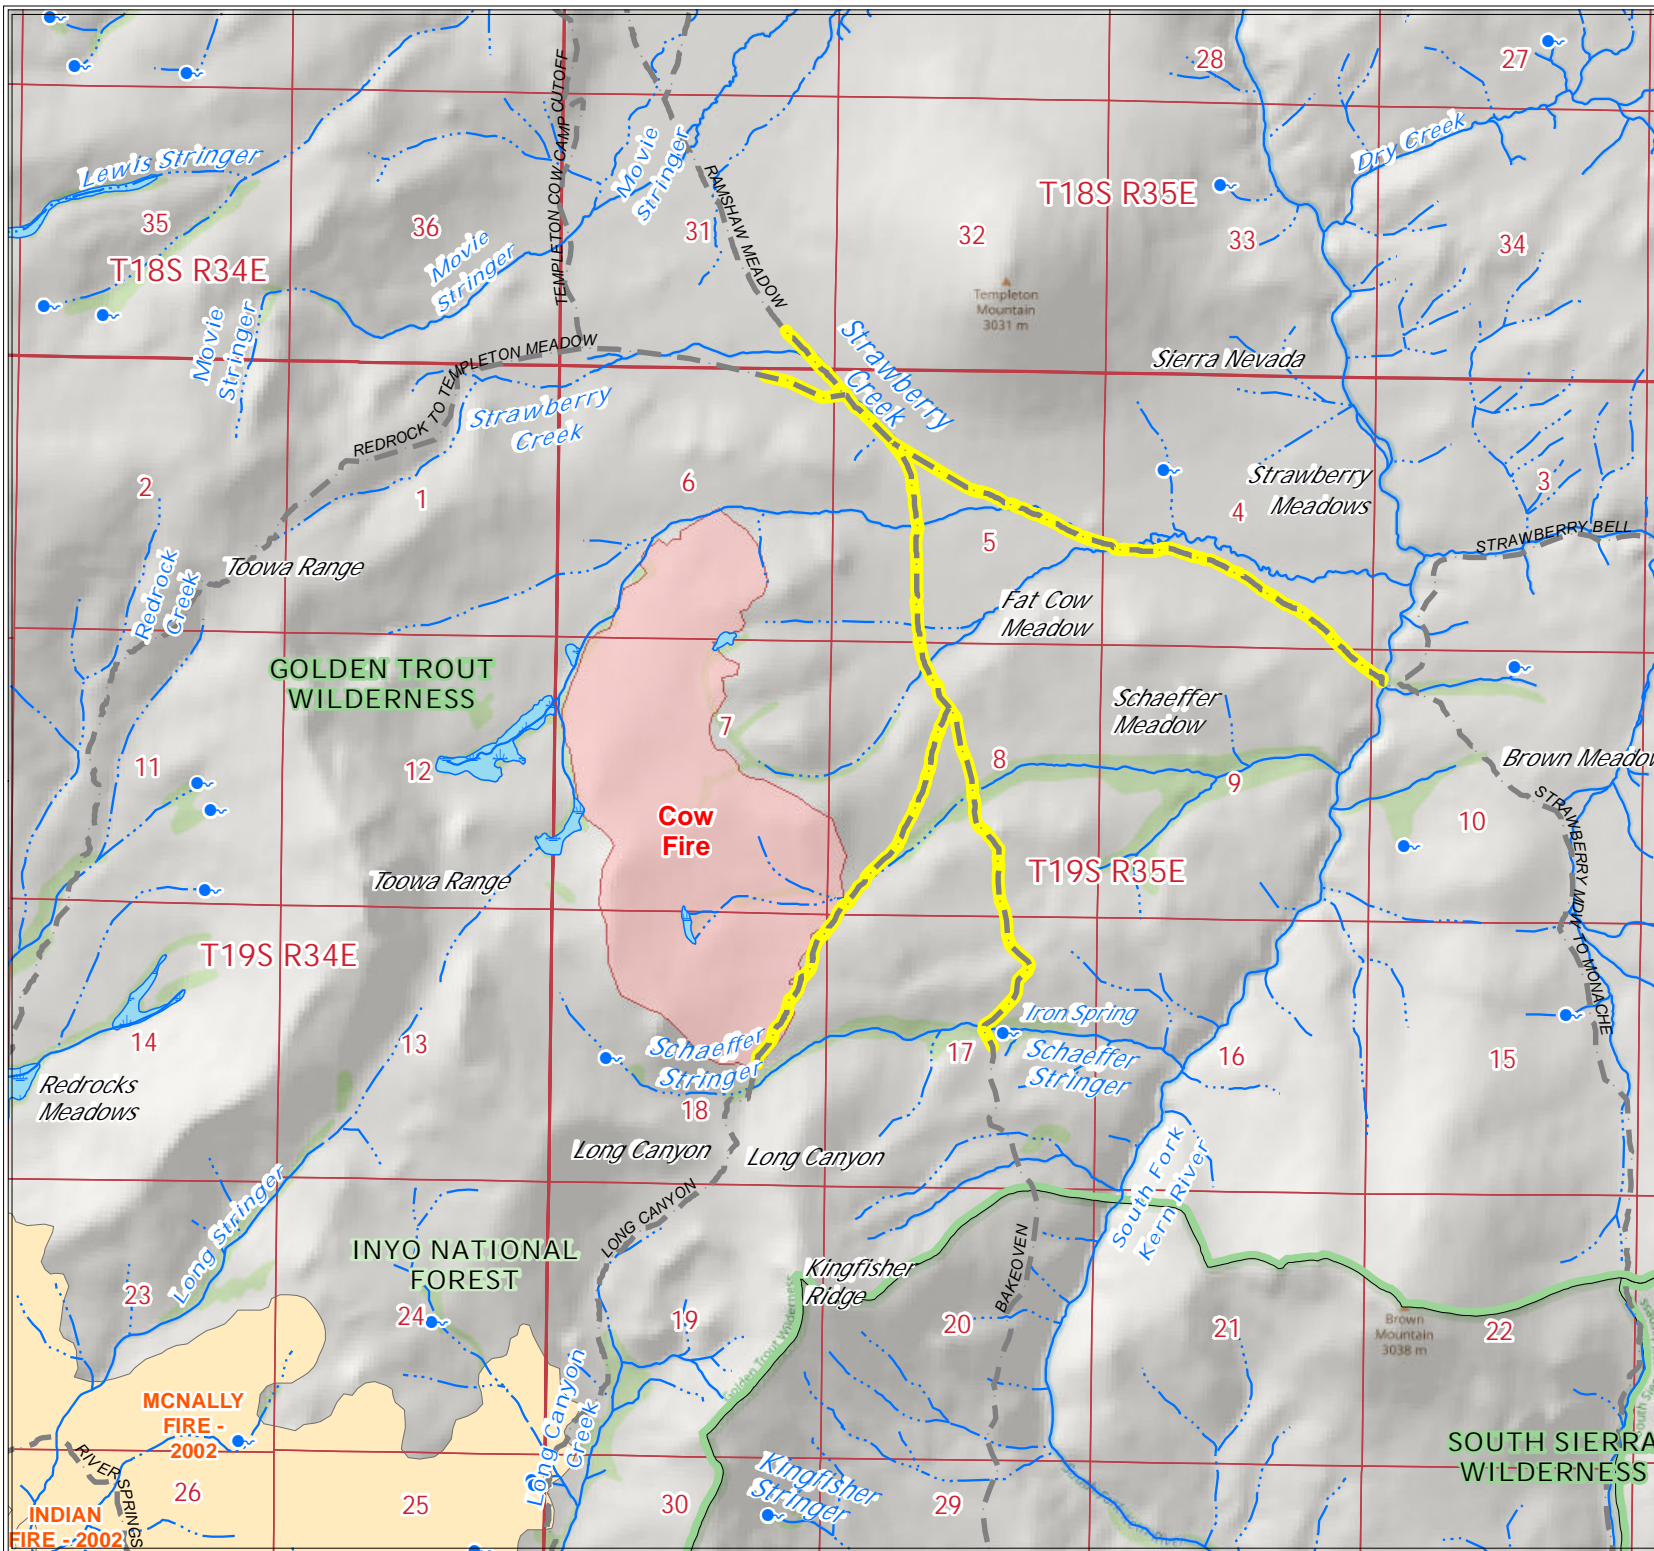 28
27
TEMPLETON COW CAMP CUTOFF
Movie
Stringer
Dry Creek
Lewis Stringer
RAMSHAW MEADOW
T18S R35E
35
36
31
32
33
34
Movie
Stringer
T18S R34E
Templeton
Mountain
3031 m
Movie
Stringer
Strawberry
Creek
REDROCK TO TEMPLETON MEADOW
Sierra Nevada
Strawberry
Creek
2
1
6
5
4
3
Strawberry
Meadows
STRAWBERRY BELL
Toowa Range
Redrock
Creek
Fat Cow
Meadow
GOLDEN TROUT
WILDERNESS
Schaeffer
Meadow
11
12
7
8
9
10
Brown Meadow
Cow
Fire
STRAWBERRY MDW TO MONACHE
Toowa Range
T19S R35E
T19S R34E
14
13
Iron Spring
Schaeffer
Stringer
17
Schaeffer
Stringer
16
15
Redrocks
Meadows
18
Long Canyon
Long Canyon
South Fork
Kern River
LONG CANYON
Long Stringer
INYO NATIONAL
FOREST
BAKEOVEN
Kingfisher
Ridge
23
24
19
20
21
22
Golden Trout Wilderness
Brown
Mountain
3038 m
MCNALLY
FIRE -
2002
Long Canyon
Creek
RIVER SPRINGS
SOUTH SIERRA
WILDERNESS
Kingfisher
Stringer
26
25
30
29
INDIAN
FIRE - 2002